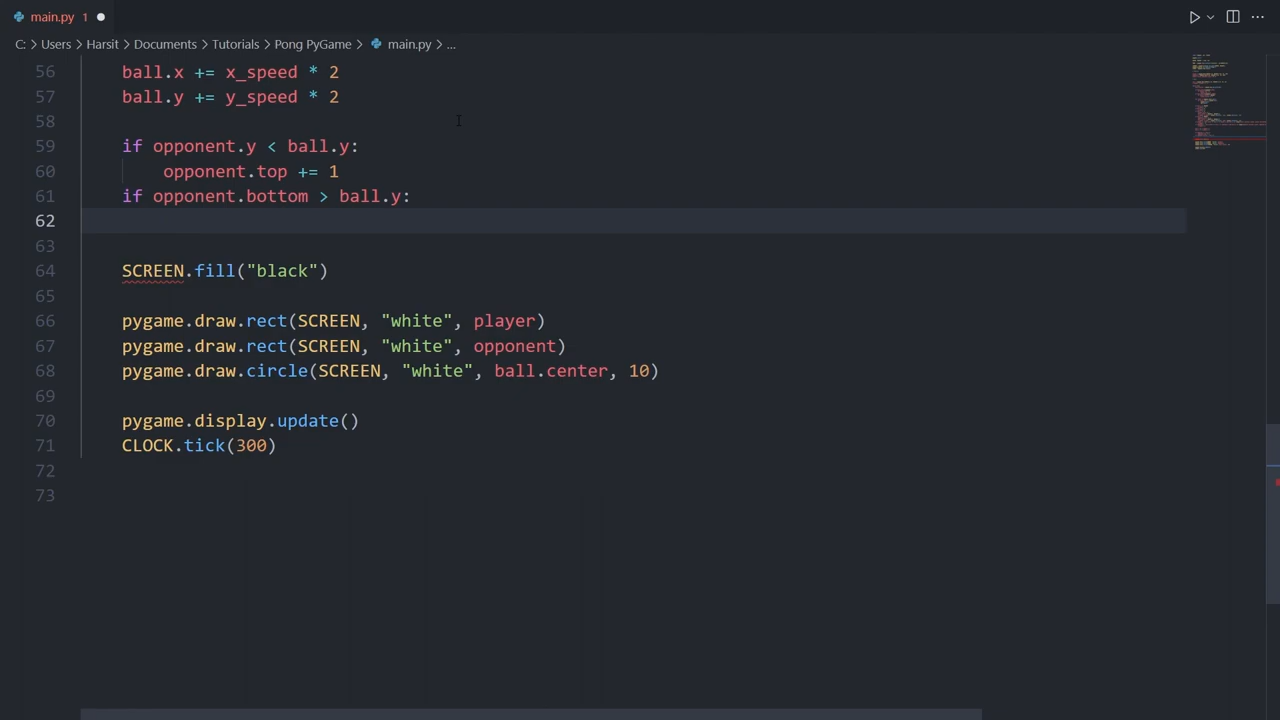 main.py 1
C: > Users > Harsit > Documents > Tutorials > Pong PyGame > main.py > ...
56 ball.x += x_speed * 2
57 ball.y += y_speed * 2
58
59 if opponent.y < ball.y:
60 opponent.top += 1
61 if opponent.bottom > ball.y:
62
63
64 SCREEN.fill("black")
65
66 pygame.draw.rect(SCREEN, "white", player)
67 pygame.draw.rect(SCREEN, "white", opponent)
68 pygame.draw.circle(SCREEN, "white", ball.center, 10)
69
70 pygame.display.update()
71 CLOCK.tick(300)
72
73